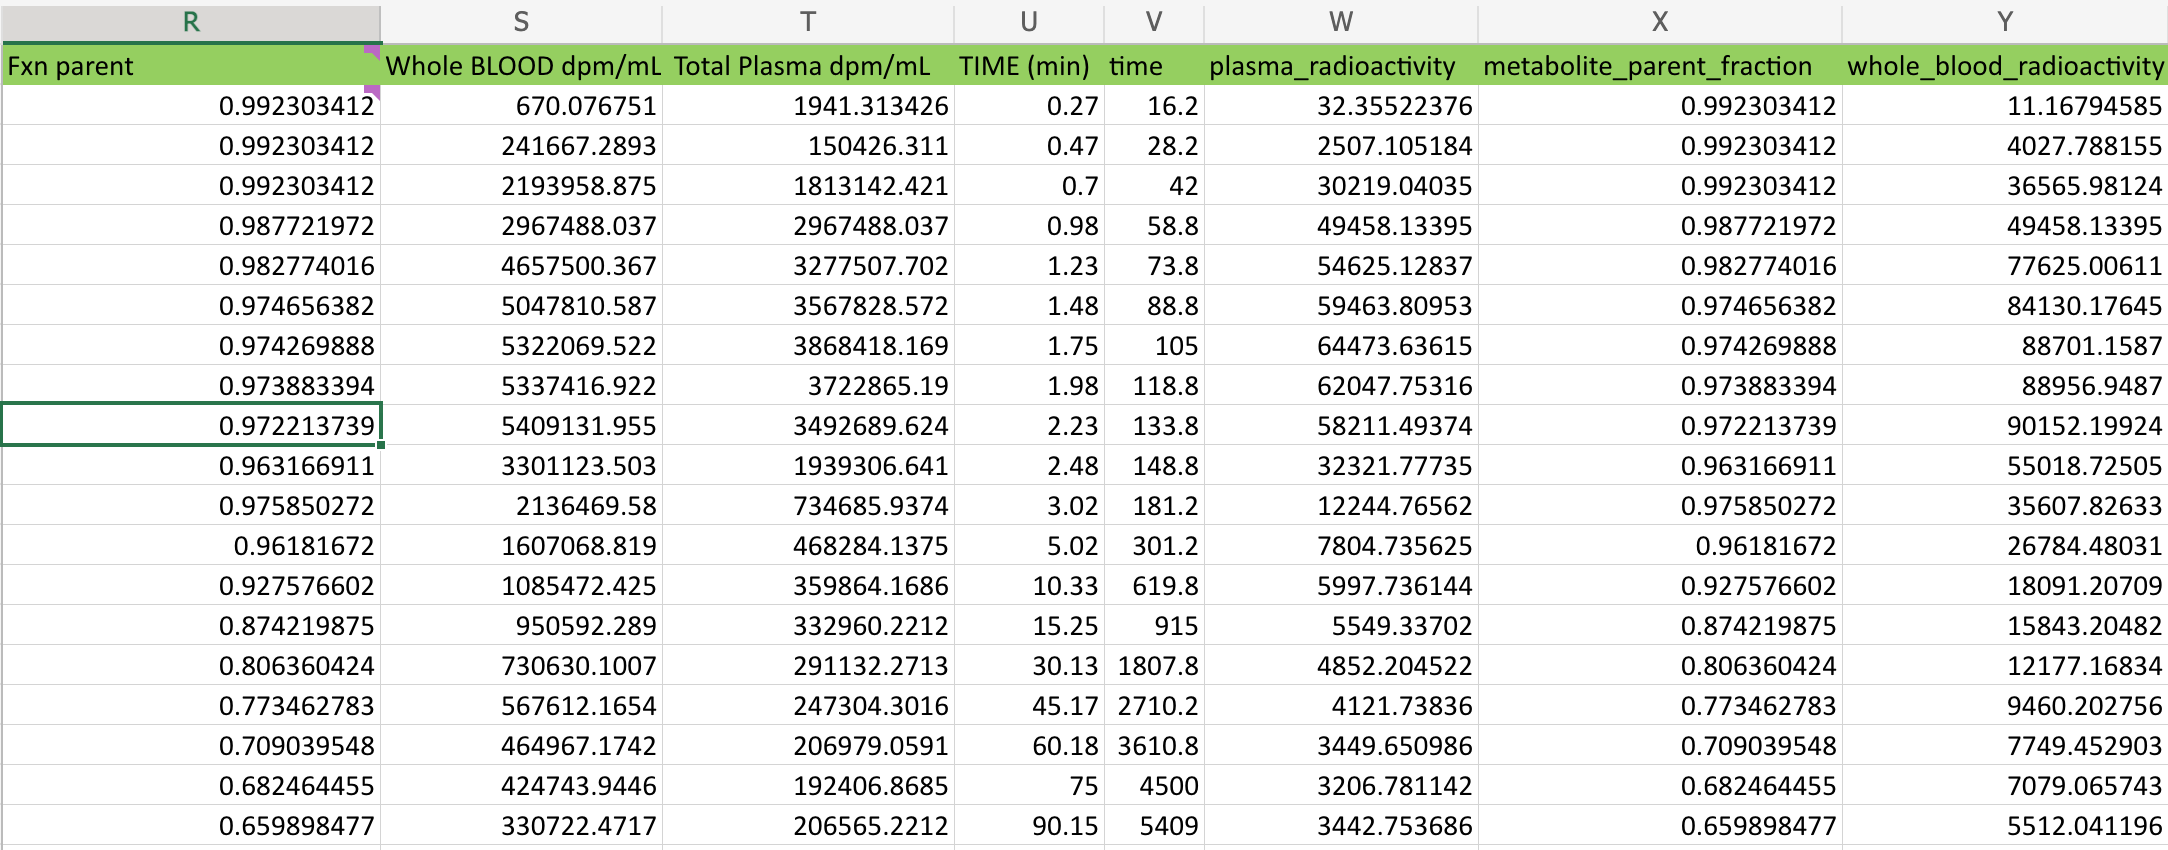 R S T U V W X Y
Fxn parent Whole BLOOD dpm/mL Total Plasma dpm/mL TIME (min) time plasma_radioactivity metabolite_parent_fraction whole_blood_radioactivity
0.992303412 670.076751 1941.313426 0.27 16.2 32.35522376 0.992303412 11.16794585
0.992303412 241667.2893 150426.311 0.47 28.2 2507.105184 0.992303412 4027.788155
0.992303412 2193958.875 1813142.421 0.7 42 30219.04035 0.992303412 36565.98124
0.987721972 2967488.037 2967488.037 0.98 58.8 49458.13395 0.987721972 49458.13395
0.982774016 4657500.367 3277507.702 1.23 73.8 54625.12837 0.982774016 77625.00611
0.974656382 5047810.587 3567828.572 1.48 88.8 59463.80953 0.974656382 84130.17645
0.974269888 5322069.522 3868418.169 1.75 105 64473.63615 0.974269888 88701.1587
0.973883394 5337416.922 3722865.19 1.98 118.8 62047.75316 0.973883394 88956.9487
0.972213739 5409131.955 3492689.624 2.23 133.8 58211.49374 0.972213739 90152.19924
0.963166911 3301123.503 1939306.641 2.48 148.8 32321.77735 0.963166911 55018.72505
0.975850272 2136469.58 734685.9374 3.02 181.2 12244.76562 0.975850272 35607.82633
0.96181672 1607068.819 468284.1375 5.02 301.2 7804.735625 0.96181672 26784.48031
0.927576602 1085472.425 359864.1686 10.33 619.8 5997.736144 0.927576602 18091.20709
0.874219875 950592.289 332960.2212 15.25 915 5549.33702 0.874219875 15843.20482
0.806360424 730630.1007 291132.2713 30.13 1807.8 4852.204522 0.806360424 12177.16834
0.773462783 567612.1654 247304.3016 45.17 2710.2 4121.73836 0.773462783 9460.202756
0.709039548 464967.1742 206979.0591 60.18 3610.8 3449.650986 0.709039548 7749.452903
0.682464455 424743.9446 192406.8685 75 4500 3206.781142 0.682464455 7079.065743
0.659898477 330722.4717 206565.2212 90.15 5409 3442.753686 0.659898477 5512.041196